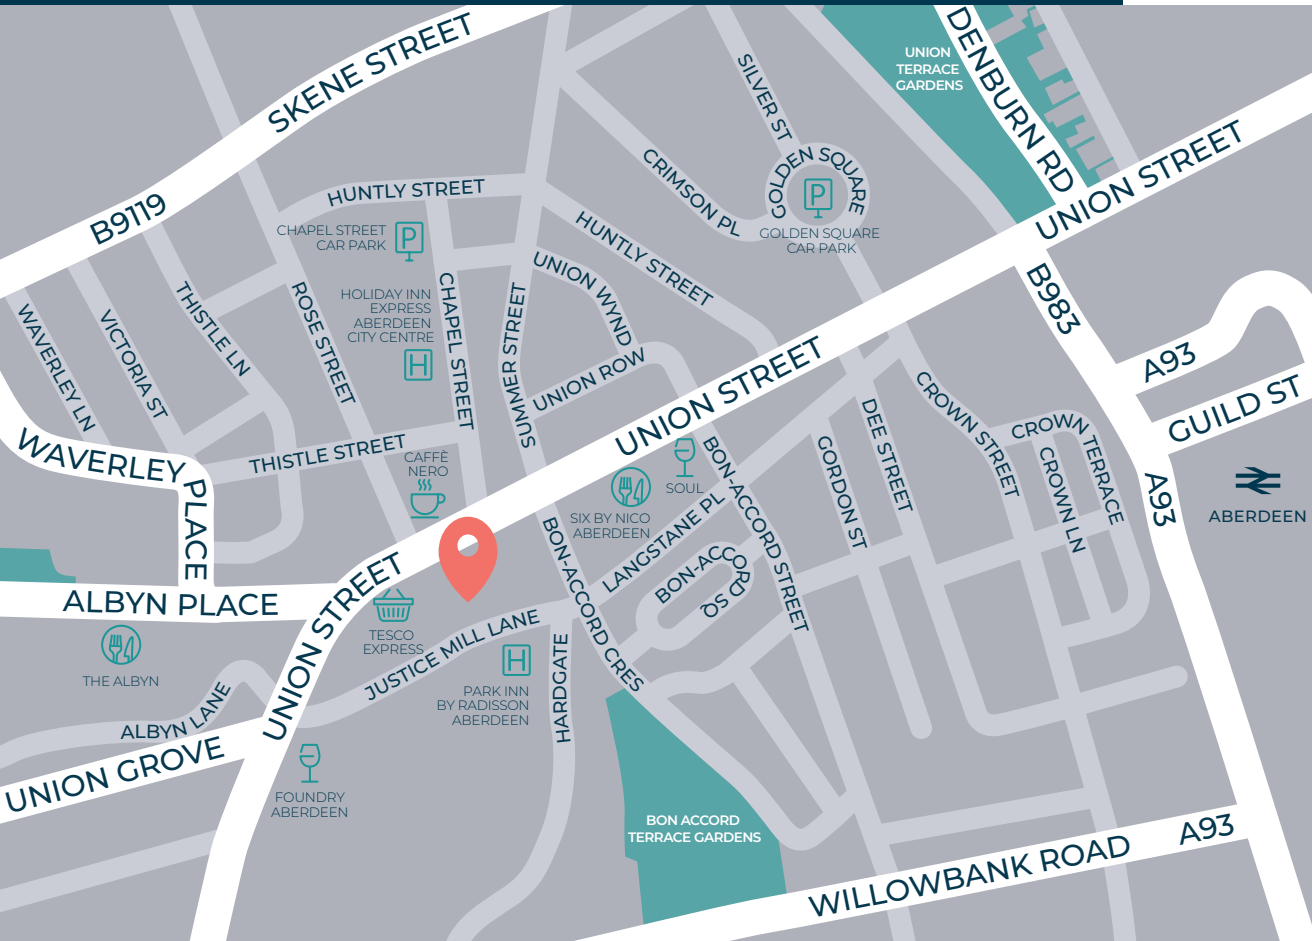 SKENE STREET
DENBURN RD
UNION
TERRACE
GARDENS
SILVER ST
GOLDEN SQUARE
P
GOLDEN SQUARE
CAR PARK
CRIMSON PL
UNION STREET
B9119
HUNTLY STREET
CHAPEL STREET
CAR PARK
P
HUNTLY STREET
UNION WYND
HOLIDAY INN
EXPRESS
ABERDEEN
CITY CENTRE
H
CHAPEL STREET
SUMMER STREET
ROSE STREET
THISTLE LN
VICTORIA ST
WAVERLEY LN
UNION ROW
UNION STREET
B983
A93
GUILD ST
WAVERLEY PLACE
THISTLE STREET
CAFFÈ
NERO
SOUL
SIX BY NICO
ABERDEEN
BON-ACCORD STREET
LANGSTANE PL
GORDON ST
DEE STREET
CROWN STREET
CROWN TERRACE
CROWN LN
A93
ABERDEEN
BON-ACCORD SQ
BON-ACCORD CRES
ALBYN PLACE
UNION STREET
TESCO
EXPRESS
JUSTICE MILL LANE
H
PARK INN
BY RADISSON
ABERDEEN
HARDGATE
THE ALBYN
ALBYN LANE
UNION GROVE
FOUNDRY
ABERDEEN
BON ACCORD
TERRACE GARDENS
WILLOWBANK ROAD
A93